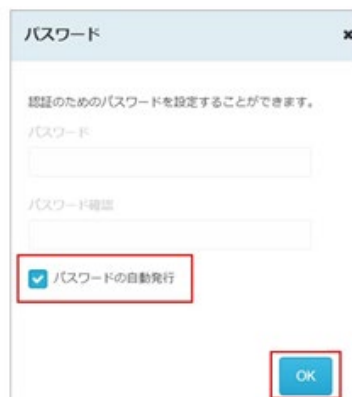 パスワード
認証のためのパスワードを設定することができます。
パスワード
パスワード確認
パスワードの自動発行
OK